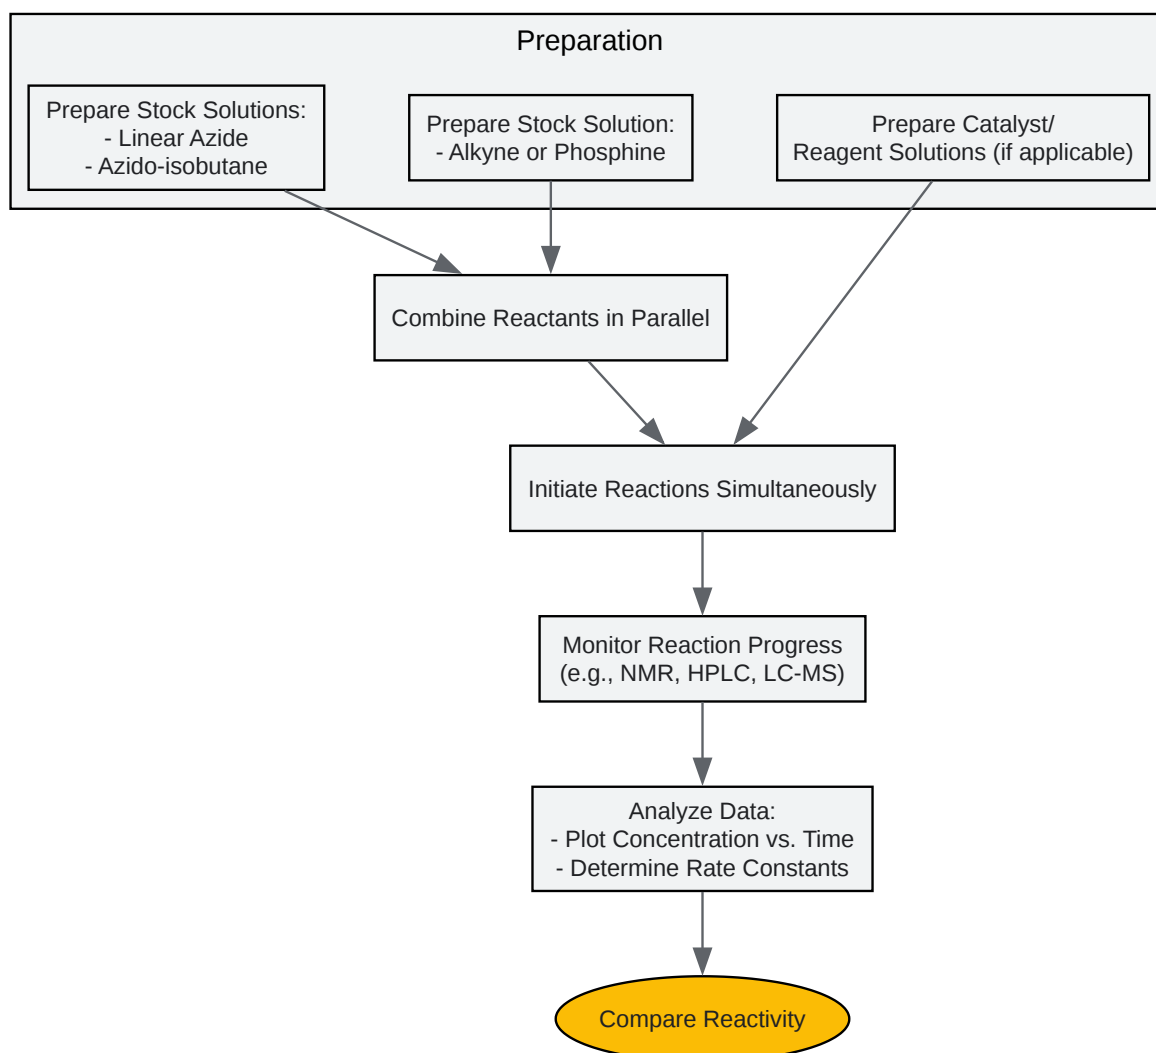 Preparation
Prepare Stock Solutions:
- Linear Azide
- Azido-isobutane
Prepare Stock Solution:
- Alkyne or Phosphine
Prepare Catalyst/
Reagent Solutions (if applicable)
Combine Reactants in Parallel
Initiate Reactions Simultaneously
Monitor Reaction Progress
(e.g., NMR, HPLC, LC-MS)
Analyze Data:
- Plot Concentration vs. Time
- Determine Rate Constants
Compare Reactivity